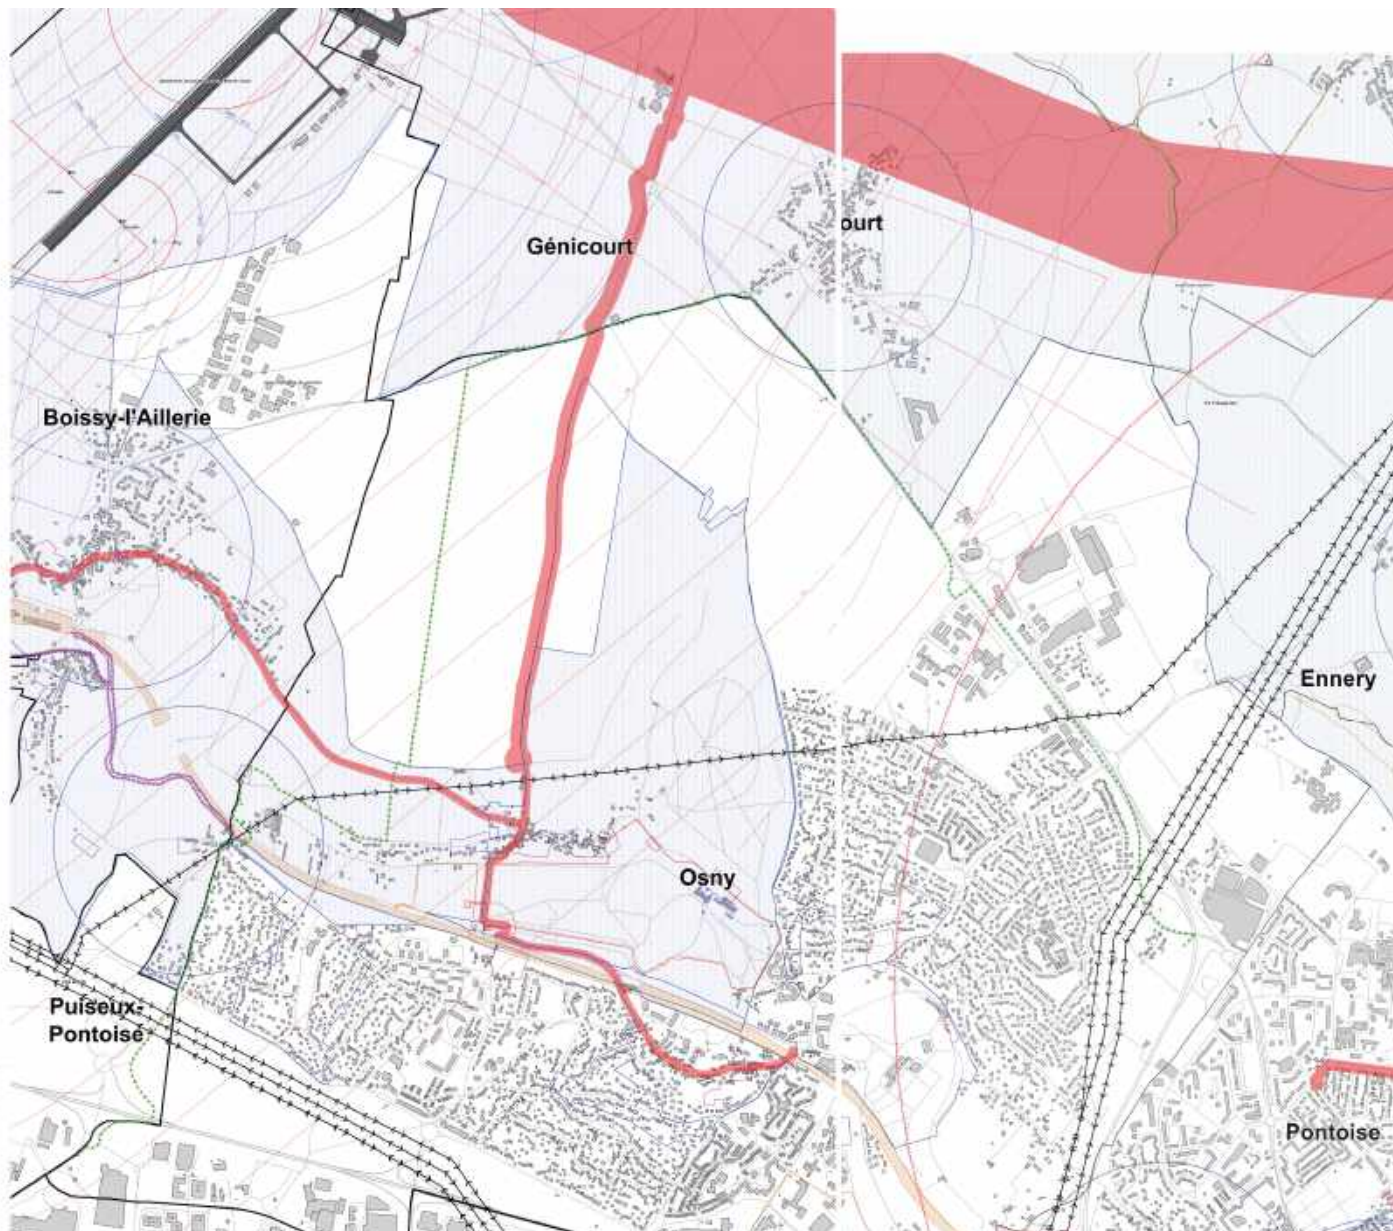 Génicourt
ourt
Boissy-l'Aillerie
Ennery
Osny
Puiseux-
Pontoise
Pontoise